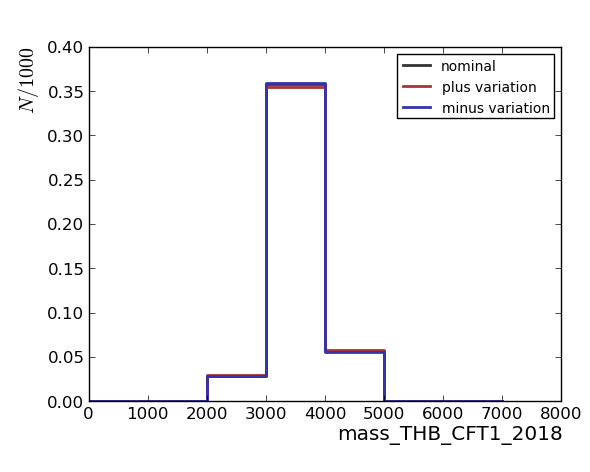 N/1000
0.40
0.35
0.30
0.25
0.20
0.15
0.10
0.05
0.00
nominal
plus variation
minus variation
0 1000 2000 3000 4000 5000 6000 7000 8000
mass_THB_CFT1_2018